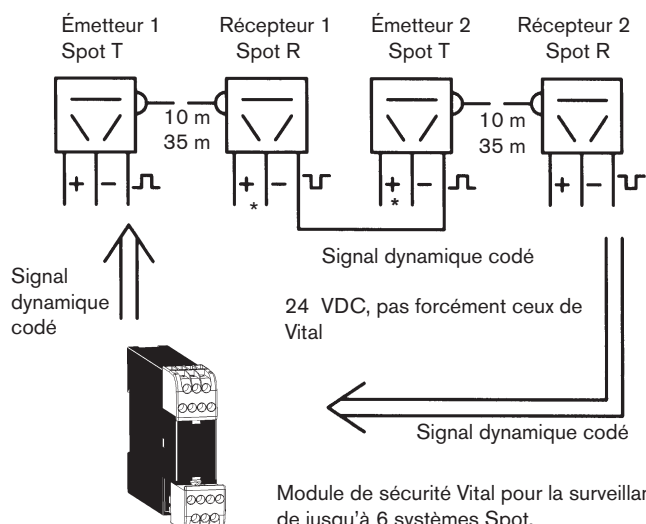 Émetteur 1
Spot T
Récepteur 1
Spot R
Émetteur 2
Spot T
Récepteur 2
Spot R
10 m
35 m
10 m
35 m
+ −
+ −
*
+ −
*
+ −
Signal dynamique codé
Signal
dynamique
codé
24 VDC, pas forcément ceux de
Vital
Signal dynamique codé
Module de sécurité Vital pour la surveillan
de jusqu'à 6 systèmes Spot.